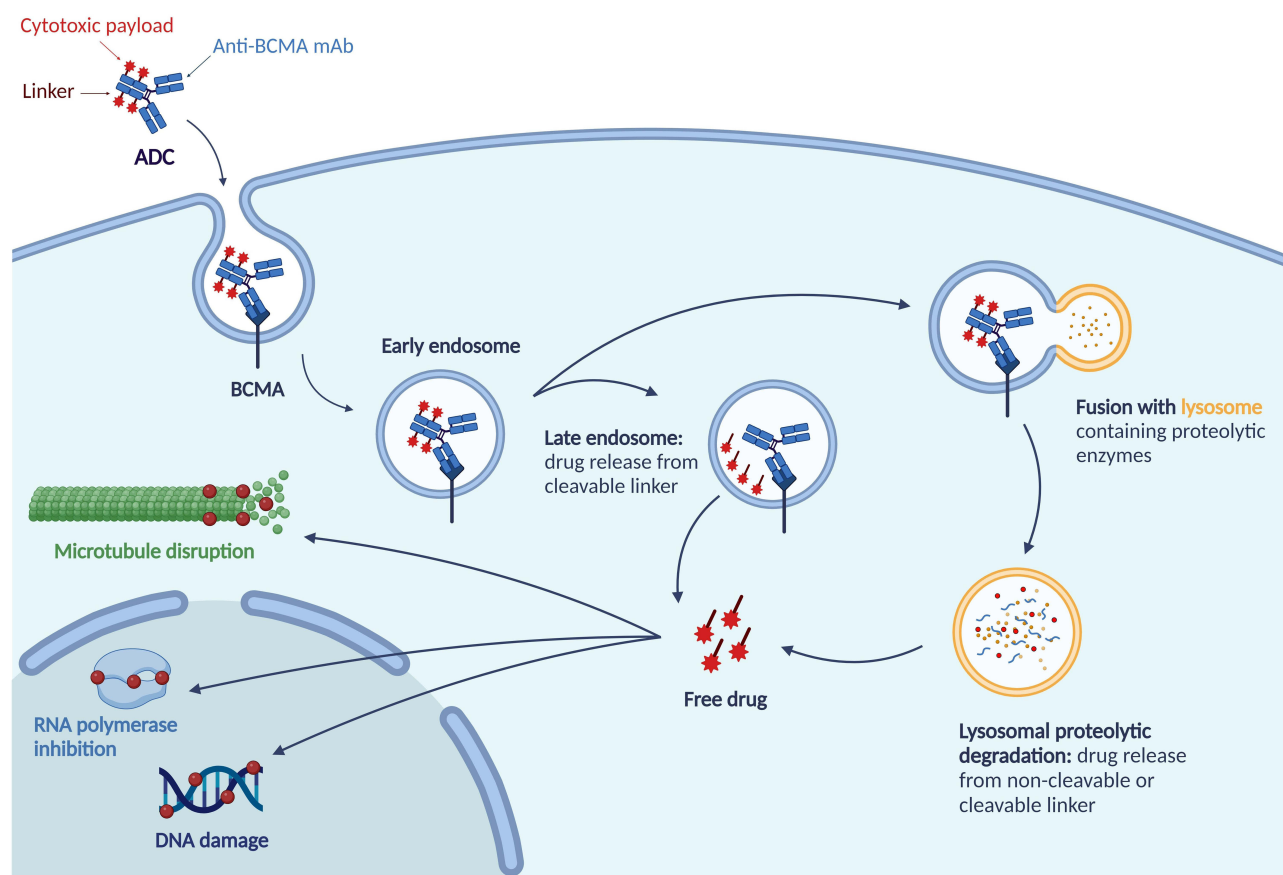 Cytotoxic payload
Anti-BCMA mAb
Linker
ADC
BCMA
Early endosome
Late endosome:
drug release from
cleavable linker
Fusion with lysosome
containing proteolytic
enzymes
Microtubule disruption
Free drug
RNA polymerase
inhibition
DNA damage
Lysosomal proteolytic
degradation: drug release
from non-cleavable or
cleavable linker